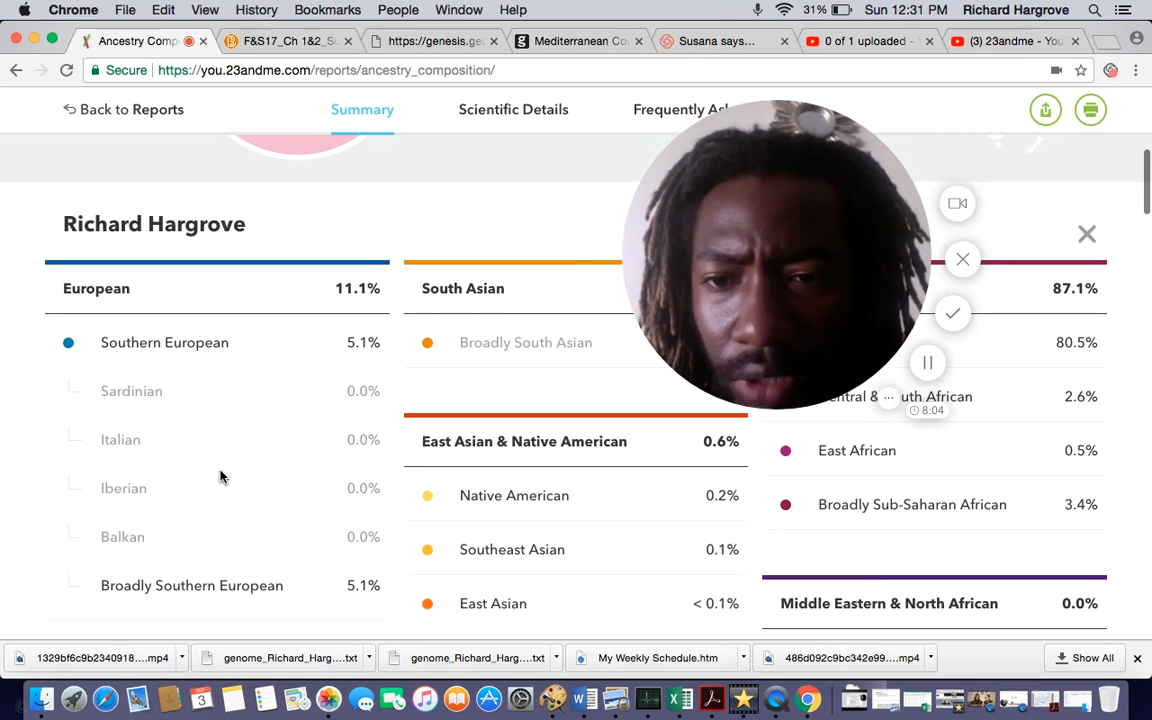 Chrome File Edit View History Bookmarks People Window Help 31% Sun 12:31 PM Richard Hargrove
Ancestry Comp F&S17_Ch 1&2_S https://genesis.ge Mediterranean Co Susana says... 0 of 1 uploaded - (3) 23andme - You
Secure https://you.23andme.com/reports/ancestry_composition/
Back to Reports Summary Scientific Details Frequently As
Richard Hargrove
European 11.1%
Southern European 5.1%
Sardinian 0.0%
Italian 0.0%
Iberian 0.0%
Balkan 0.0%
Broadly Southern European 5.1%
South Asian
Broadly South Asian
East Asian & Native American 0.6%
Native American 0.2%
Southeast Asian 0.1%
East Asian < 0.1%
87.1%
80.5%
entral & outh African 2.6%
8:04
East African 0.5%
Broadly Sub-Saharan African 3.4%
Middle Eastern & North African 0.0%
1329bf6c9b2340918....mp4 genome_Richard_Harg....txt genome_Richard_Harg....txt My Weekly Schedule.htm 486d092c9bc342e99....mp4 Show All
3